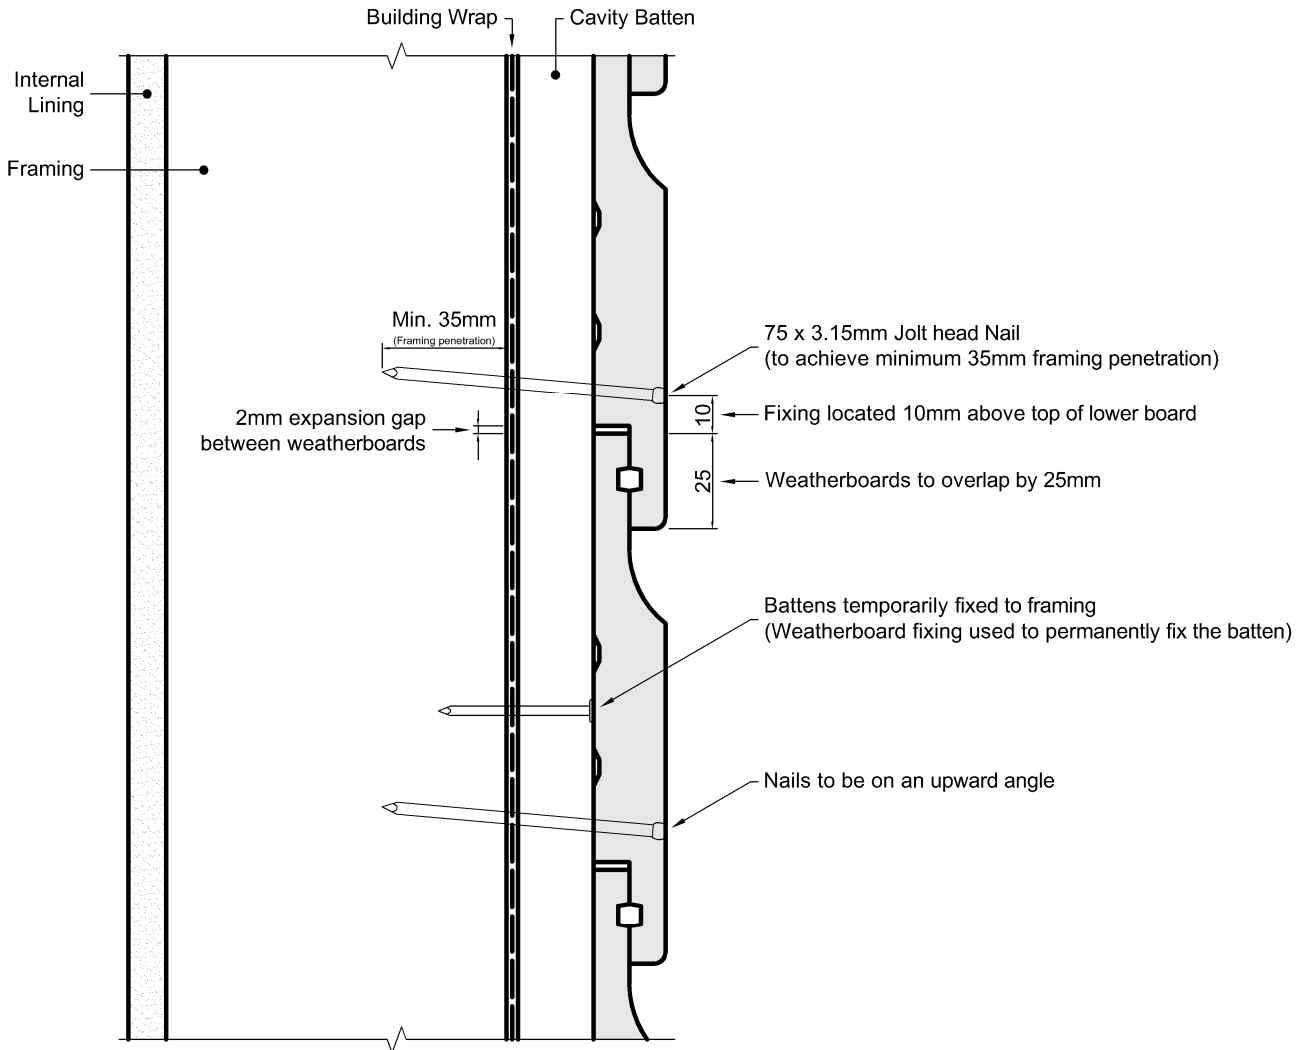 Building Wrap
Cavity Batten
Internal
Lining
Framing
Min. 35mm
(Framing penetration)
75 x 3.15mm Jolt head Nail
(to achieve minimum 35mm framing penetration)
10
Fixing located 10mm above top of lower board
2mm expansion gap
between weatherboards
25
Weatherboards to overlap by 25mm
Battens temporarily fixed to framing
(Weatherboard fixing used to permanently fix the batten)
Nails to be on an upward angle